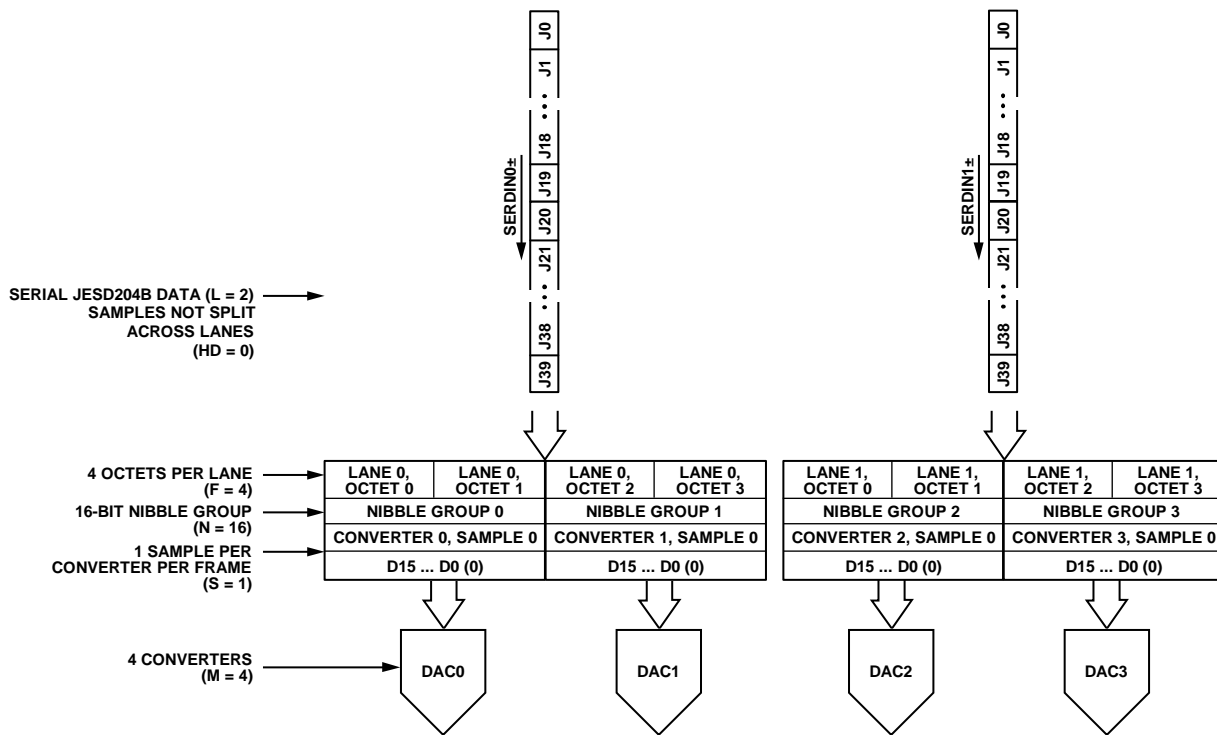 J0
J1
...
J18
J19
J20
J21
...
J38
J39
SERDIN0±
J0
J1
...
J18
J19
J20
J21
...
J38
J39
SERDIN1±
SERIAL JESD204B DATA (L = 2)
SAMPLES NOT SPLIT
ACROSS LANES
(HD = 0)
4 OCTETS PER LANE
(F = 4)
LANE 0,
OCTET 0
LANE 0,
OCTET 1
LANE 0,
OCTET 2
LANE 0,
OCTET 3
LANE 1,
OCTET 0
LANE 1,
OCTET 1
LANE 1,
OCTET 2
LANE 1,
OCTET 3
16-BIT NIBBLE GROUP
(N = 16)
NIBBLE GROUP 0
NIBBLE GROUP 1
NIBBLE GROUP 2
NIBBLE GROUP 3
1 SAMPLE PER
CONVERTER PER FRAME
(S = 1)
CONVERTER 0, SAMPLE 0
CONVERTER 1, SAMPLE 0
CONVERTER 2, SAMPLE 0
CONVERTER 3, SAMPLE 0
D15 ... D0 (0)
D15 ... D0 (0)
D15 ... D0 (0)
D15 ... D0 (0)
4 CONVERTERS
(M = 4)
DAC0
DAC1
DAC2
DAC3